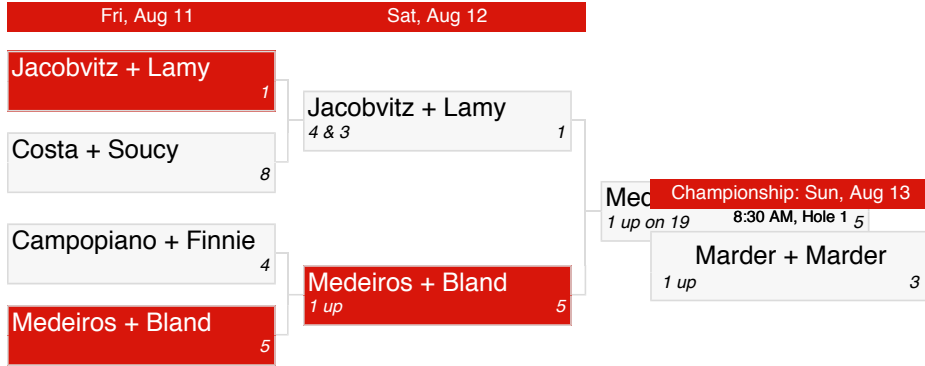 Fri, Aug 11
Sat, Aug 12
Jacobvitz + Lamy
1
Costa + Soucy
8
Campopiano + Finnie
4
Medeiros + Bland
5
Jacobvitz + Lamy
4 & 3 1
Medeiros + Bland
1 up 5
Med
1 up on 19 5
Championship: Sun, Aug 13
8:30 AM, Hole 1
Marder + Marder
1 up 3